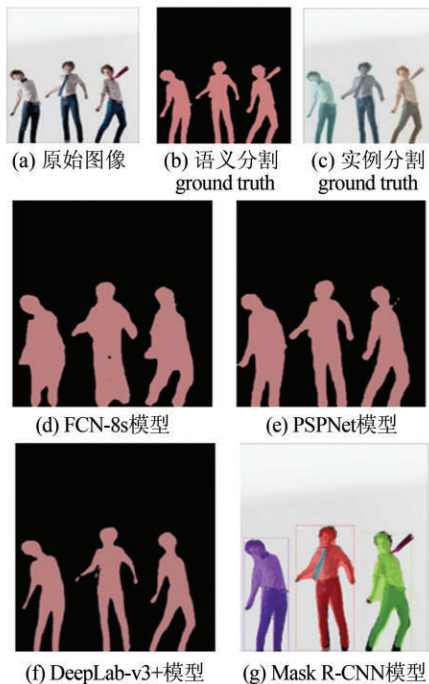 (a) 原始图像
(b) 语义分割
ground truth
(c) 实例分割
ground truth
(d) FCN-8s模型
(e) PSPNet模型
(f) DeepLab-v3+模型
(g) Mask R-CNN模型